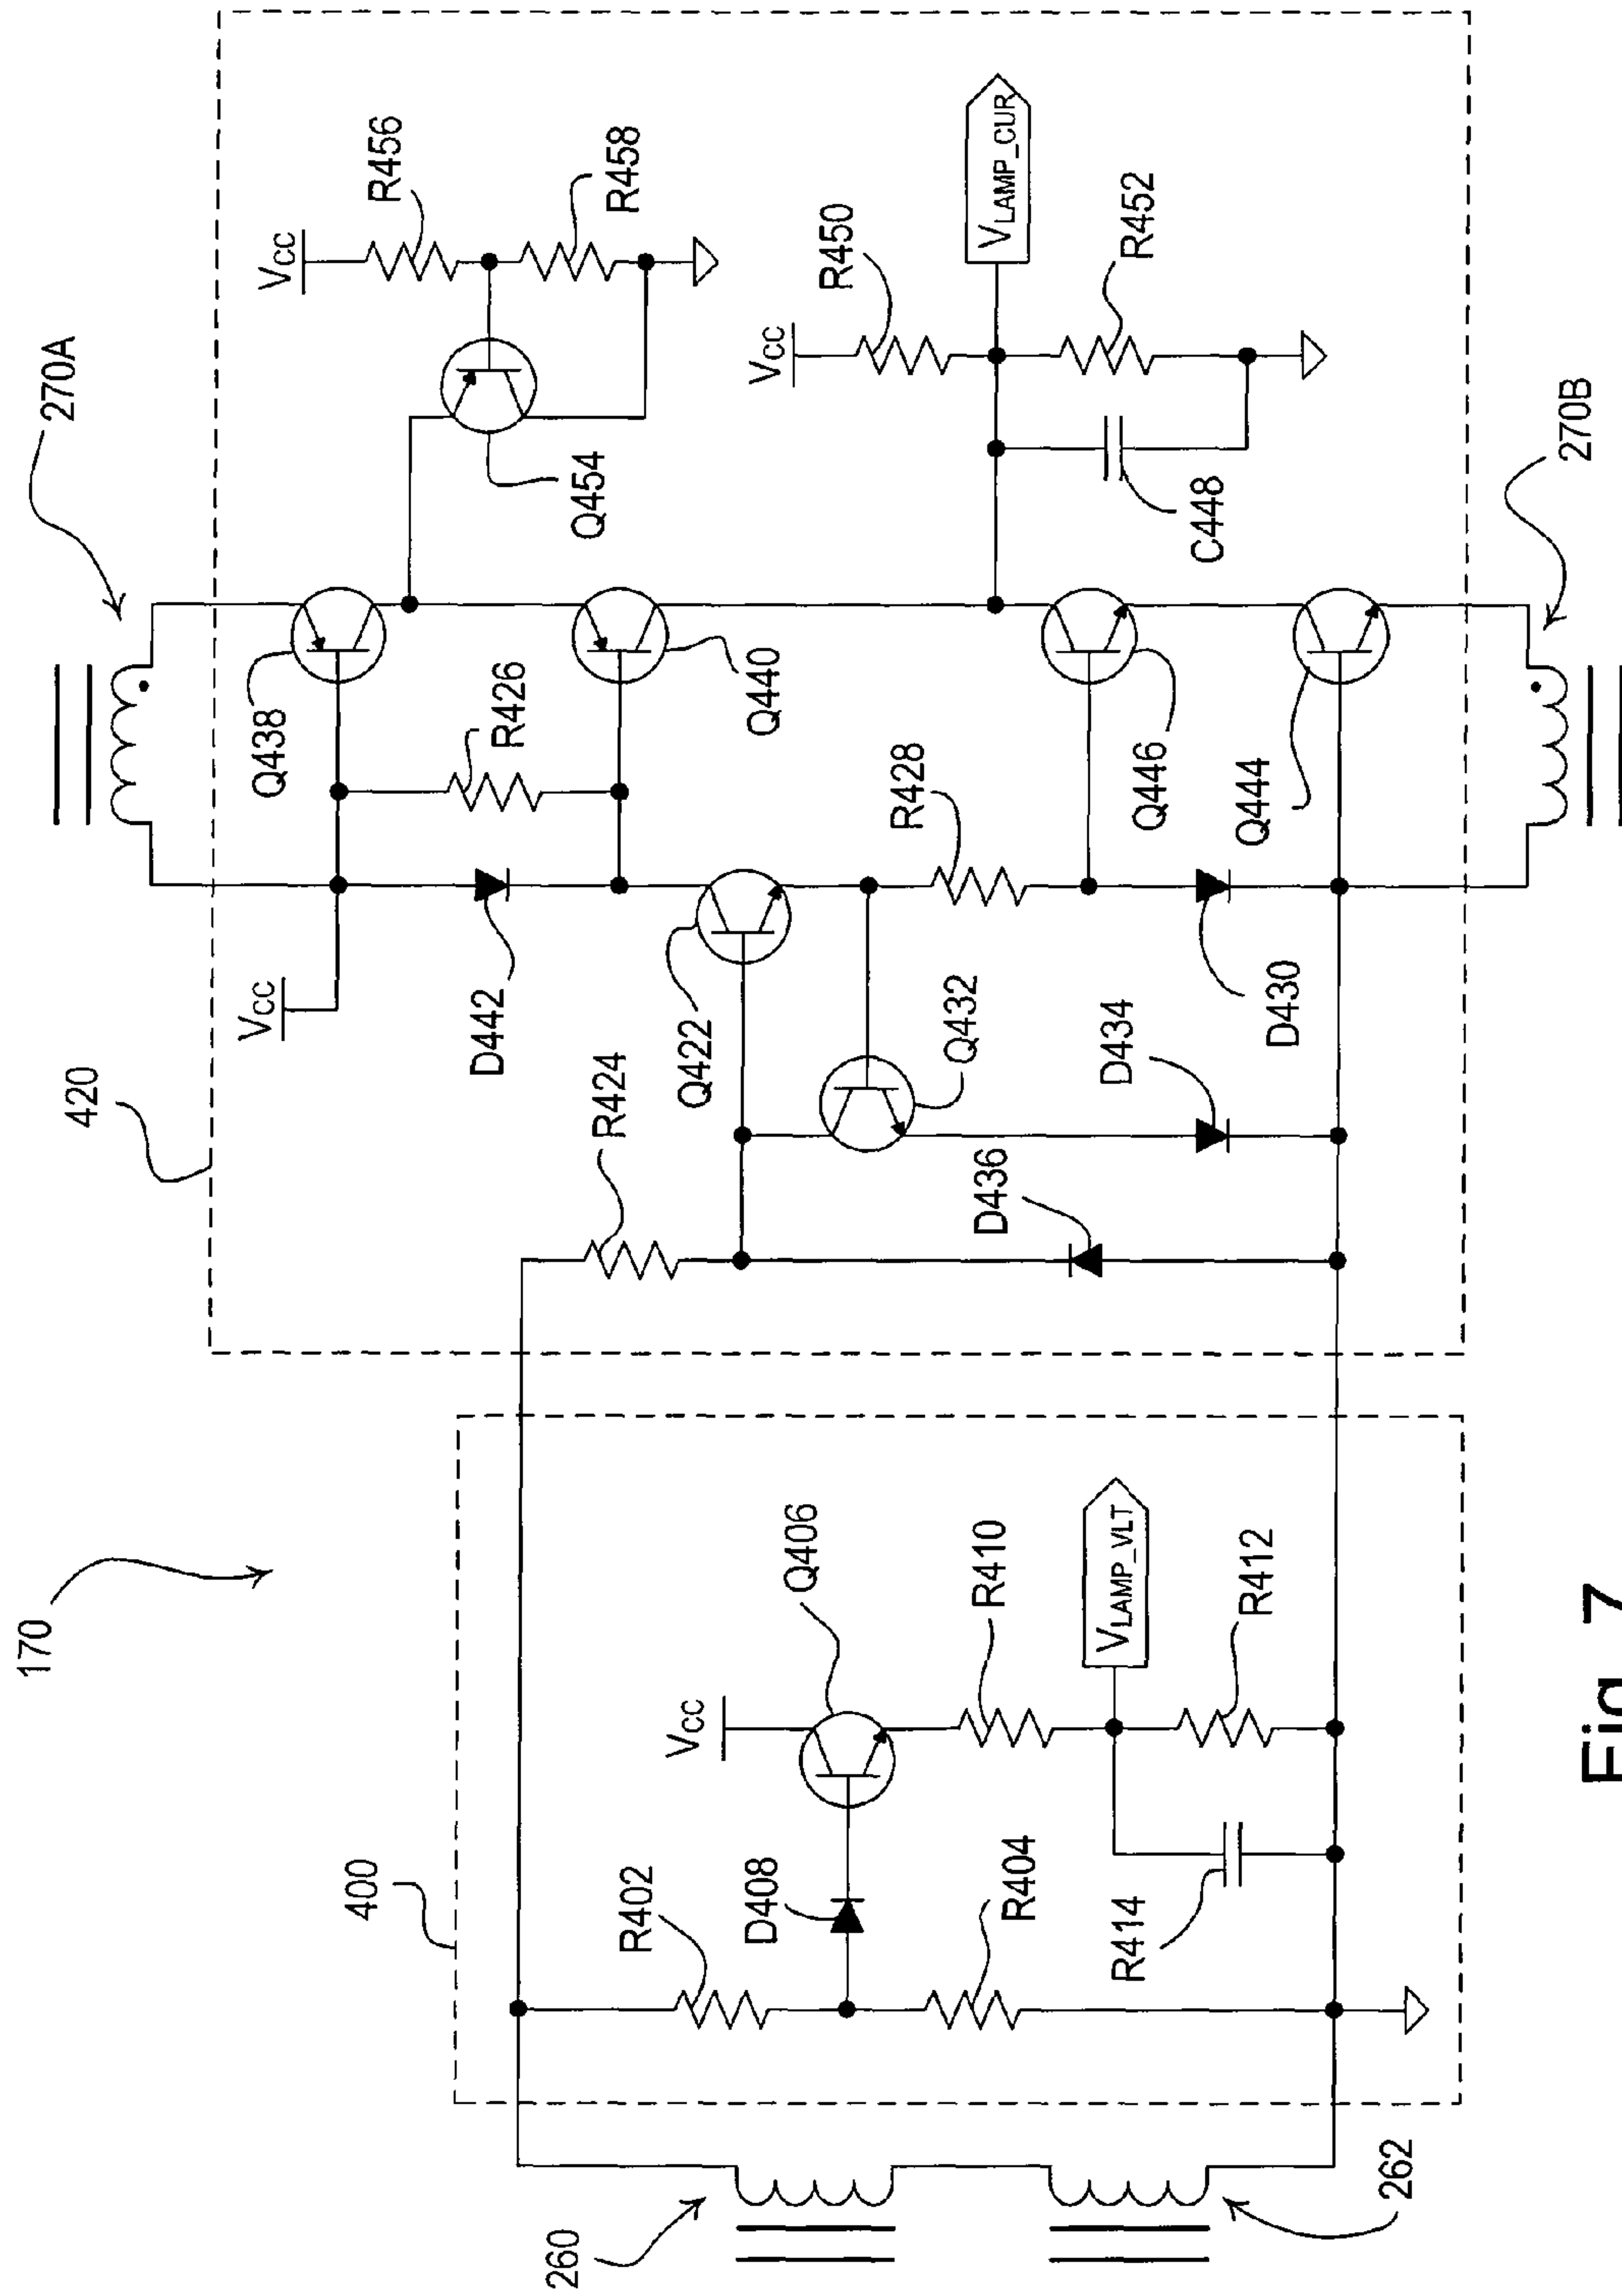 170
400
420
260
262
270A
270B
R402
R404
D408
VCC
Q406
R410
VLAMP_VLT
R412
R414
R424
D436
Q432
D434
D430
Q422
VCC
D442
R426
R428
Q438
Q440
Q446
Q444
Q454
VCC
R456
R458
VCC
R450
VLAMP_CUR
R452
C448
Fig. 7